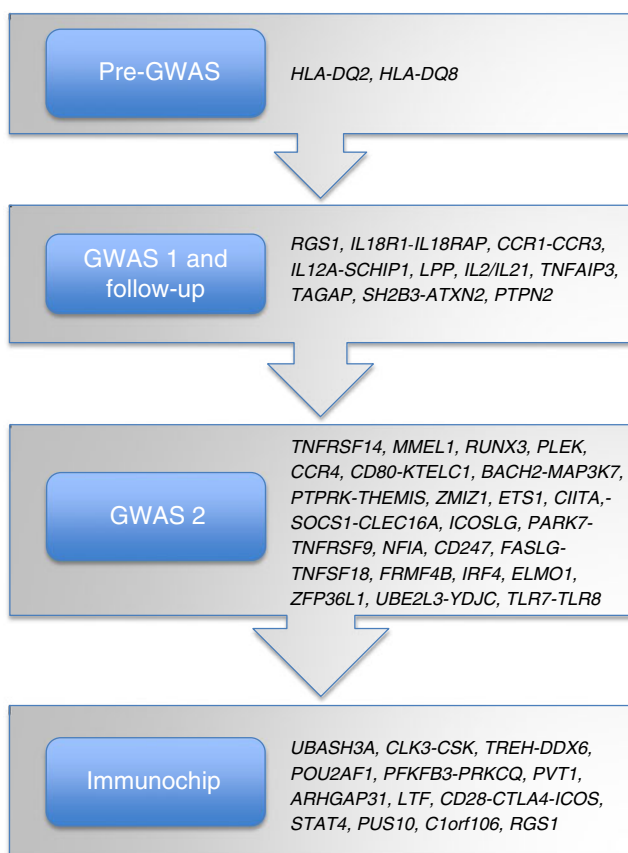 Pre-GWAS
HLA-DQ2, HLA-DQ8
GWAS 1 and
follow-up
RGS1, IL18R1-IL18RAP, CCR1-CCR3,
IL12A-SCHIP1, LPP, IL2/IL21, TNFAIP3,
TAGAP, SH2B3-ATXN2, PTPN2
GWAS 2
TNFRSF14, MMEL1, RUNX3, PLEK,
CCR4, CD80-KTELC1, BACH2-MAP3K7,
PTPRK-THEMIS, ZMIZ1, ETS1, CIITA,-
SOCS1-CLEC16A, ICOSLG, PARK7-
TNFRSF9, NFIA, CD247, FASLG-
TNFSF18, FRMF4B, IRF4, ELMO1,
ZFP36L1, UBE2L3-YDJC, TLR7-TLR8
Immunochip
UBASH3A, CLK3-CSK, TREH-DDX6,
POU2AF1, PFKFB3-PRKCQ, PVT1,
ARHGAP31, LTF, CD28-CTLA4-ICOS,
STAT4, PUS10, C1orf106, RGS1